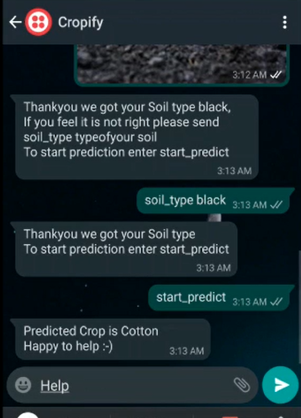 Cropify
3:12 AM
Thankyou we got your Soil type black,
If you feel it is not right please send
soil_type typeofyour soil
To start prediction enter start_predict
3:13 AM
soil_type black 3:13 AM
Thankyou we got your Soil type
To start prediction enter start_predict
3:13 AM
start_predict 3:13 AM
Predicted Crop is Cotton
Happy to help :-)
3:13 AM
Help